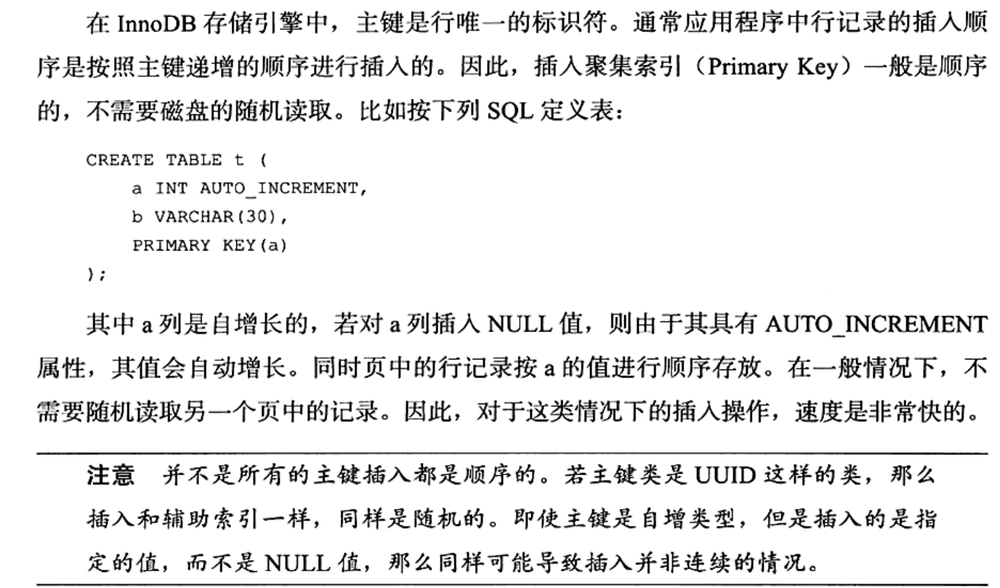 在 InnoDB 存储引擎中，主键是行唯一的标识符。通常应用程序中行记录的插入顺
序是按照主键递增的顺序进行插入的。因此，插入聚集索引（Primary Key）一般是顺序
的，不需要磁盘的随机读取。比如按下列 SQL 定义表：
CREATE TABLE t (
    a INT AUTO_INCREMENT,
    b VARCHAR(30),
    PRIMARY KEY(a)
);
其中 a 列是自增长的，若对 a 列插入 NULL 值，则由于其具有 AUTO_INCREMENT
属性，其值会自动增长。同时页中的行记录按 a 的值进行顺序存放。在一般情况下，不
需要随机读取另一个页中的记录。因此，对于这类情况下的插入操作，速度是非常快的。
注意 并不是所有的主键插入都是顺序的。若主键类是 UUID 这样的类，那么
插入和辅助索引一样，同样是随机的。即使主键是自增类型，但是插入的是指
定的值，而不是 NULL 值，那么同样可能导致插入并非连续的情况。